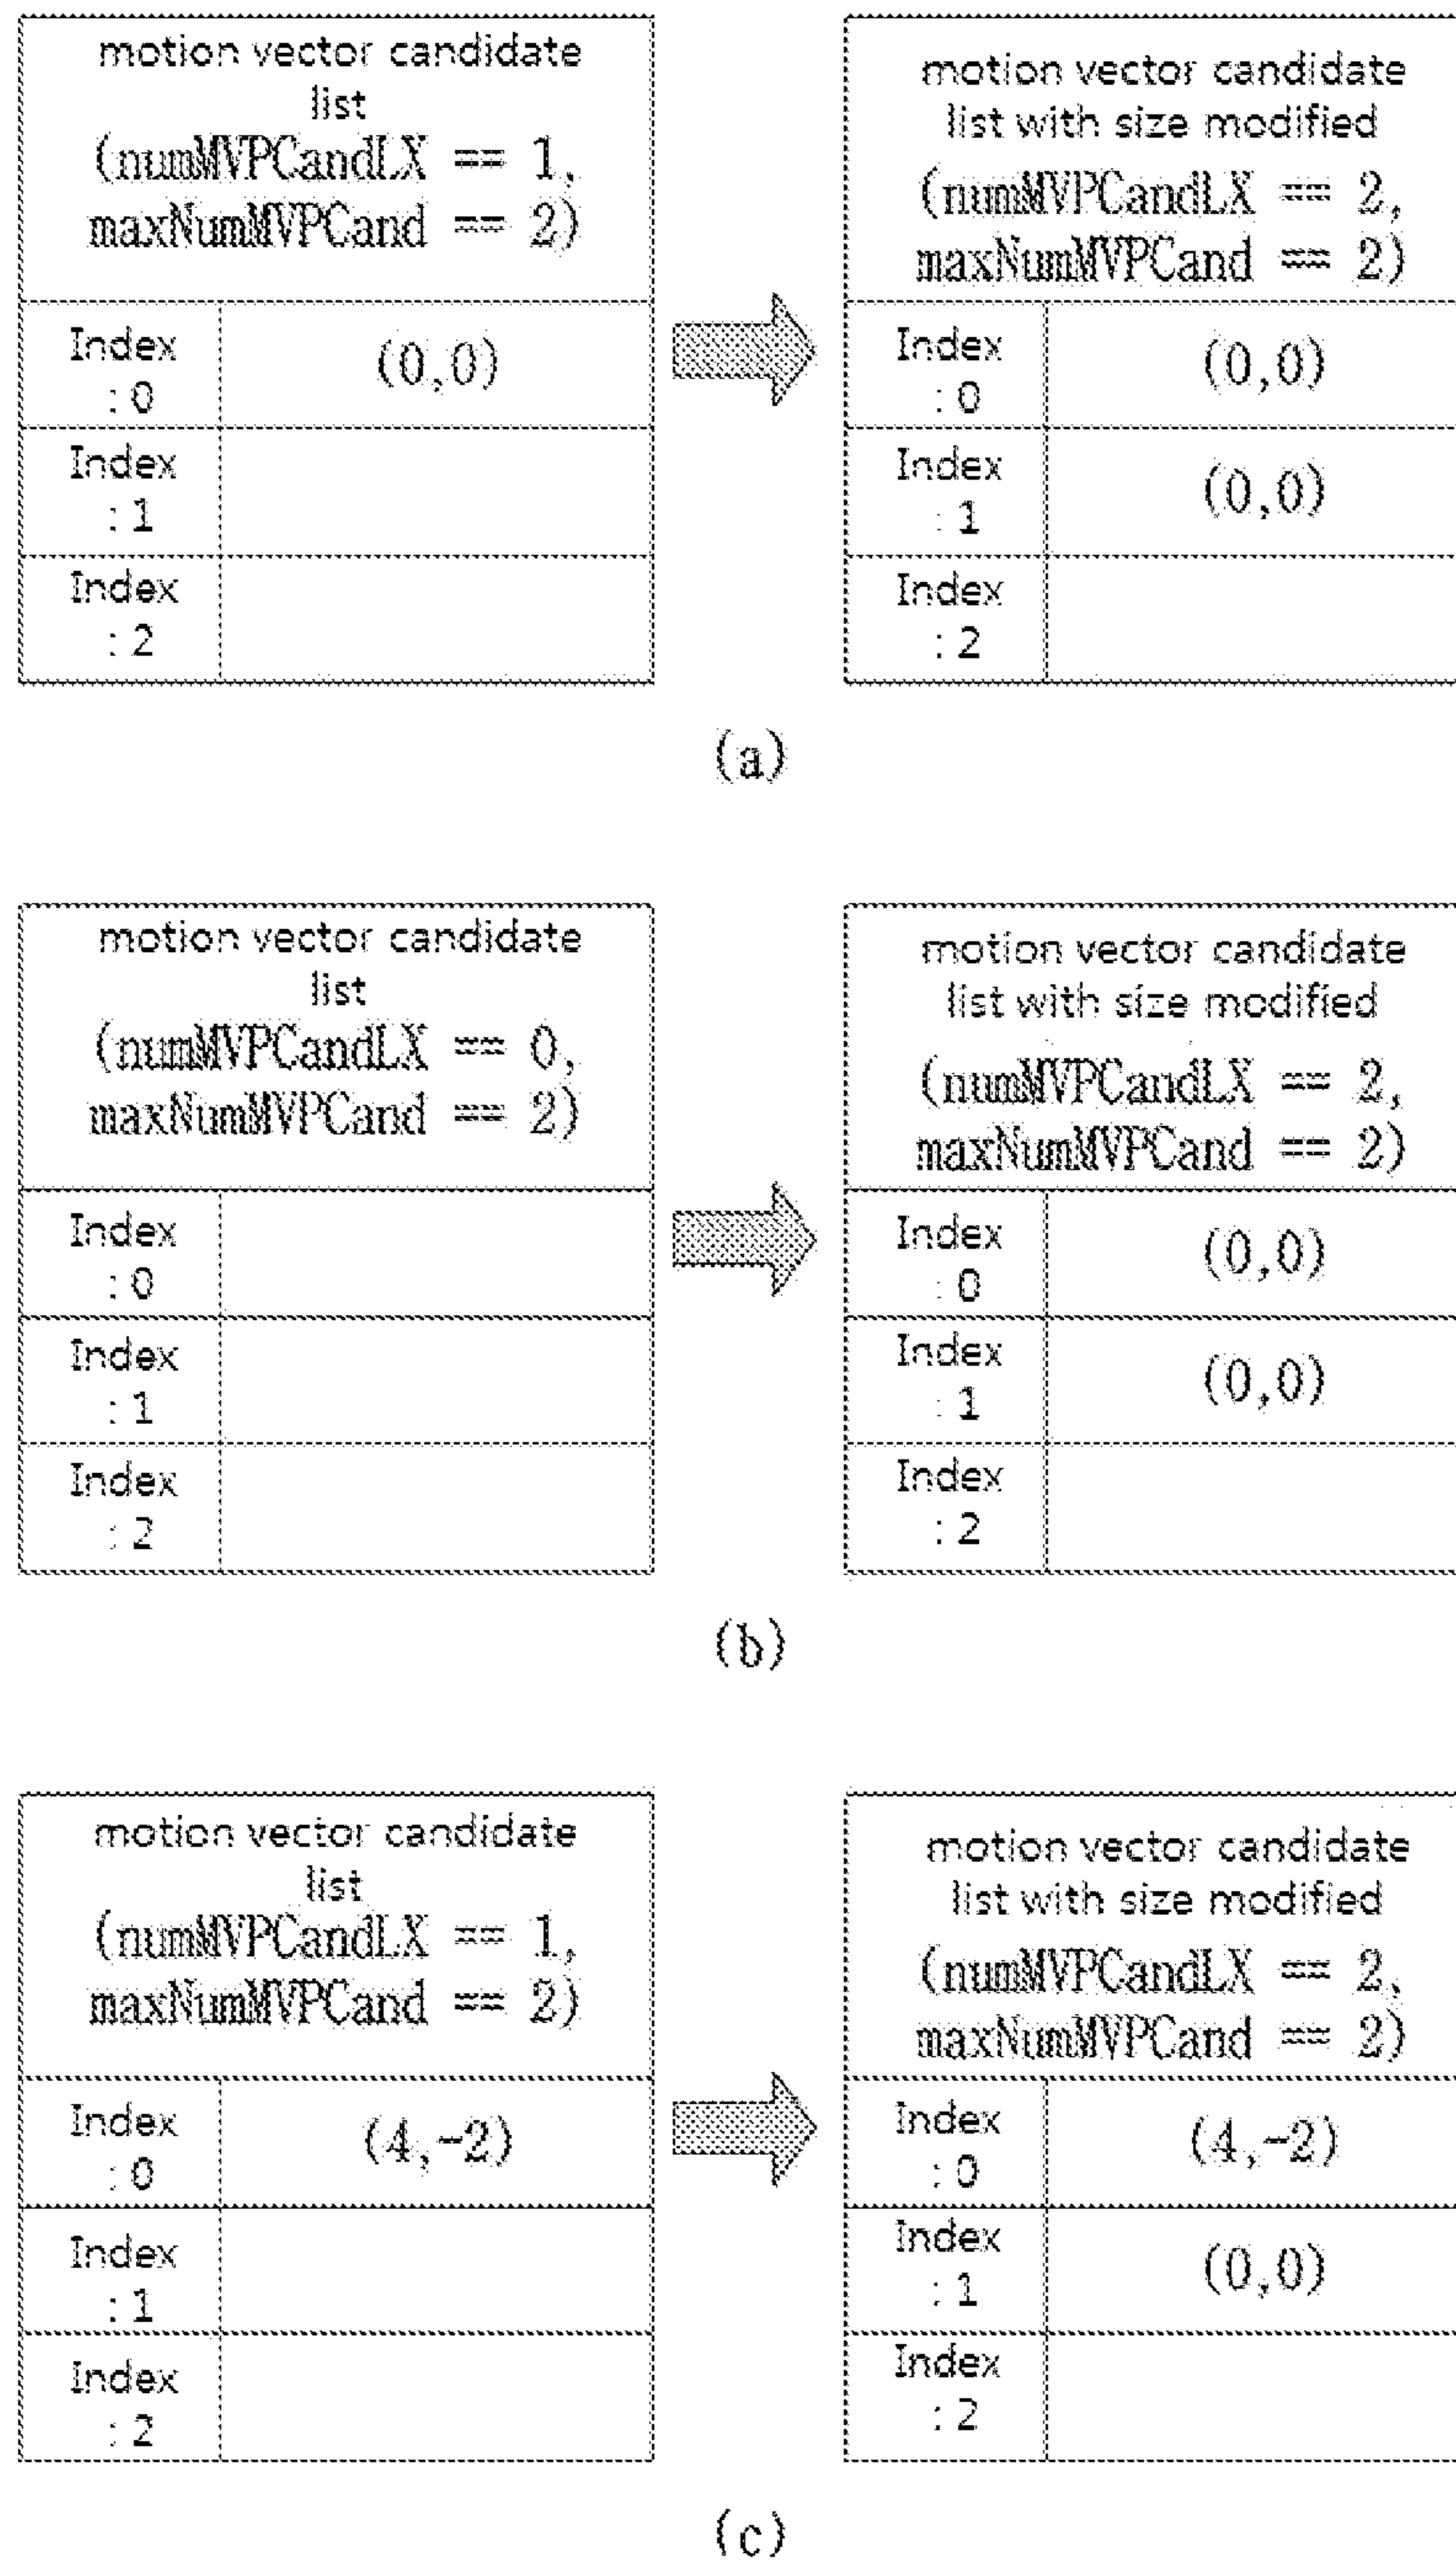 motion vector candidate
list
(numMVPCandLX == 1,
maxNumMVPCand == 2)
Index
: 0
(0,0)
Index
: 1
Index
: 2
motion vector candidate
list with size modified
(numMVPCandLX == 2,
maxNumMVPCand == 2)
Index
: 0
(0,0)
Index
: 1
(0,0)
Index
: 2
(a)
motion vector candidate
list
(numMVPCandLX == 0,
maxNumMVPCand == 2)
Index
: 0
Index
: 1
Index
: 2
motion vector candidate
list with size modified
(numMVPCandLX == 2,
maxNumMVPCand == 2)
Index
: 0
(0,0)
Index
: 1
(0,0)
Index
: 2
(b)
motion vector candidate
list
(numMVPCandLX == 1,
maxNumMVPCand == 2)
Index
: 0
(4,-2)
Index
: 1
Index
: 2
motion vector candidate
list with size modified
(numMVPCandLX == 2,
maxNumMVPCand == 2)
Index
: 0
(4,-2)
Index
: 1
(0,0)
Index
: 2
(c)